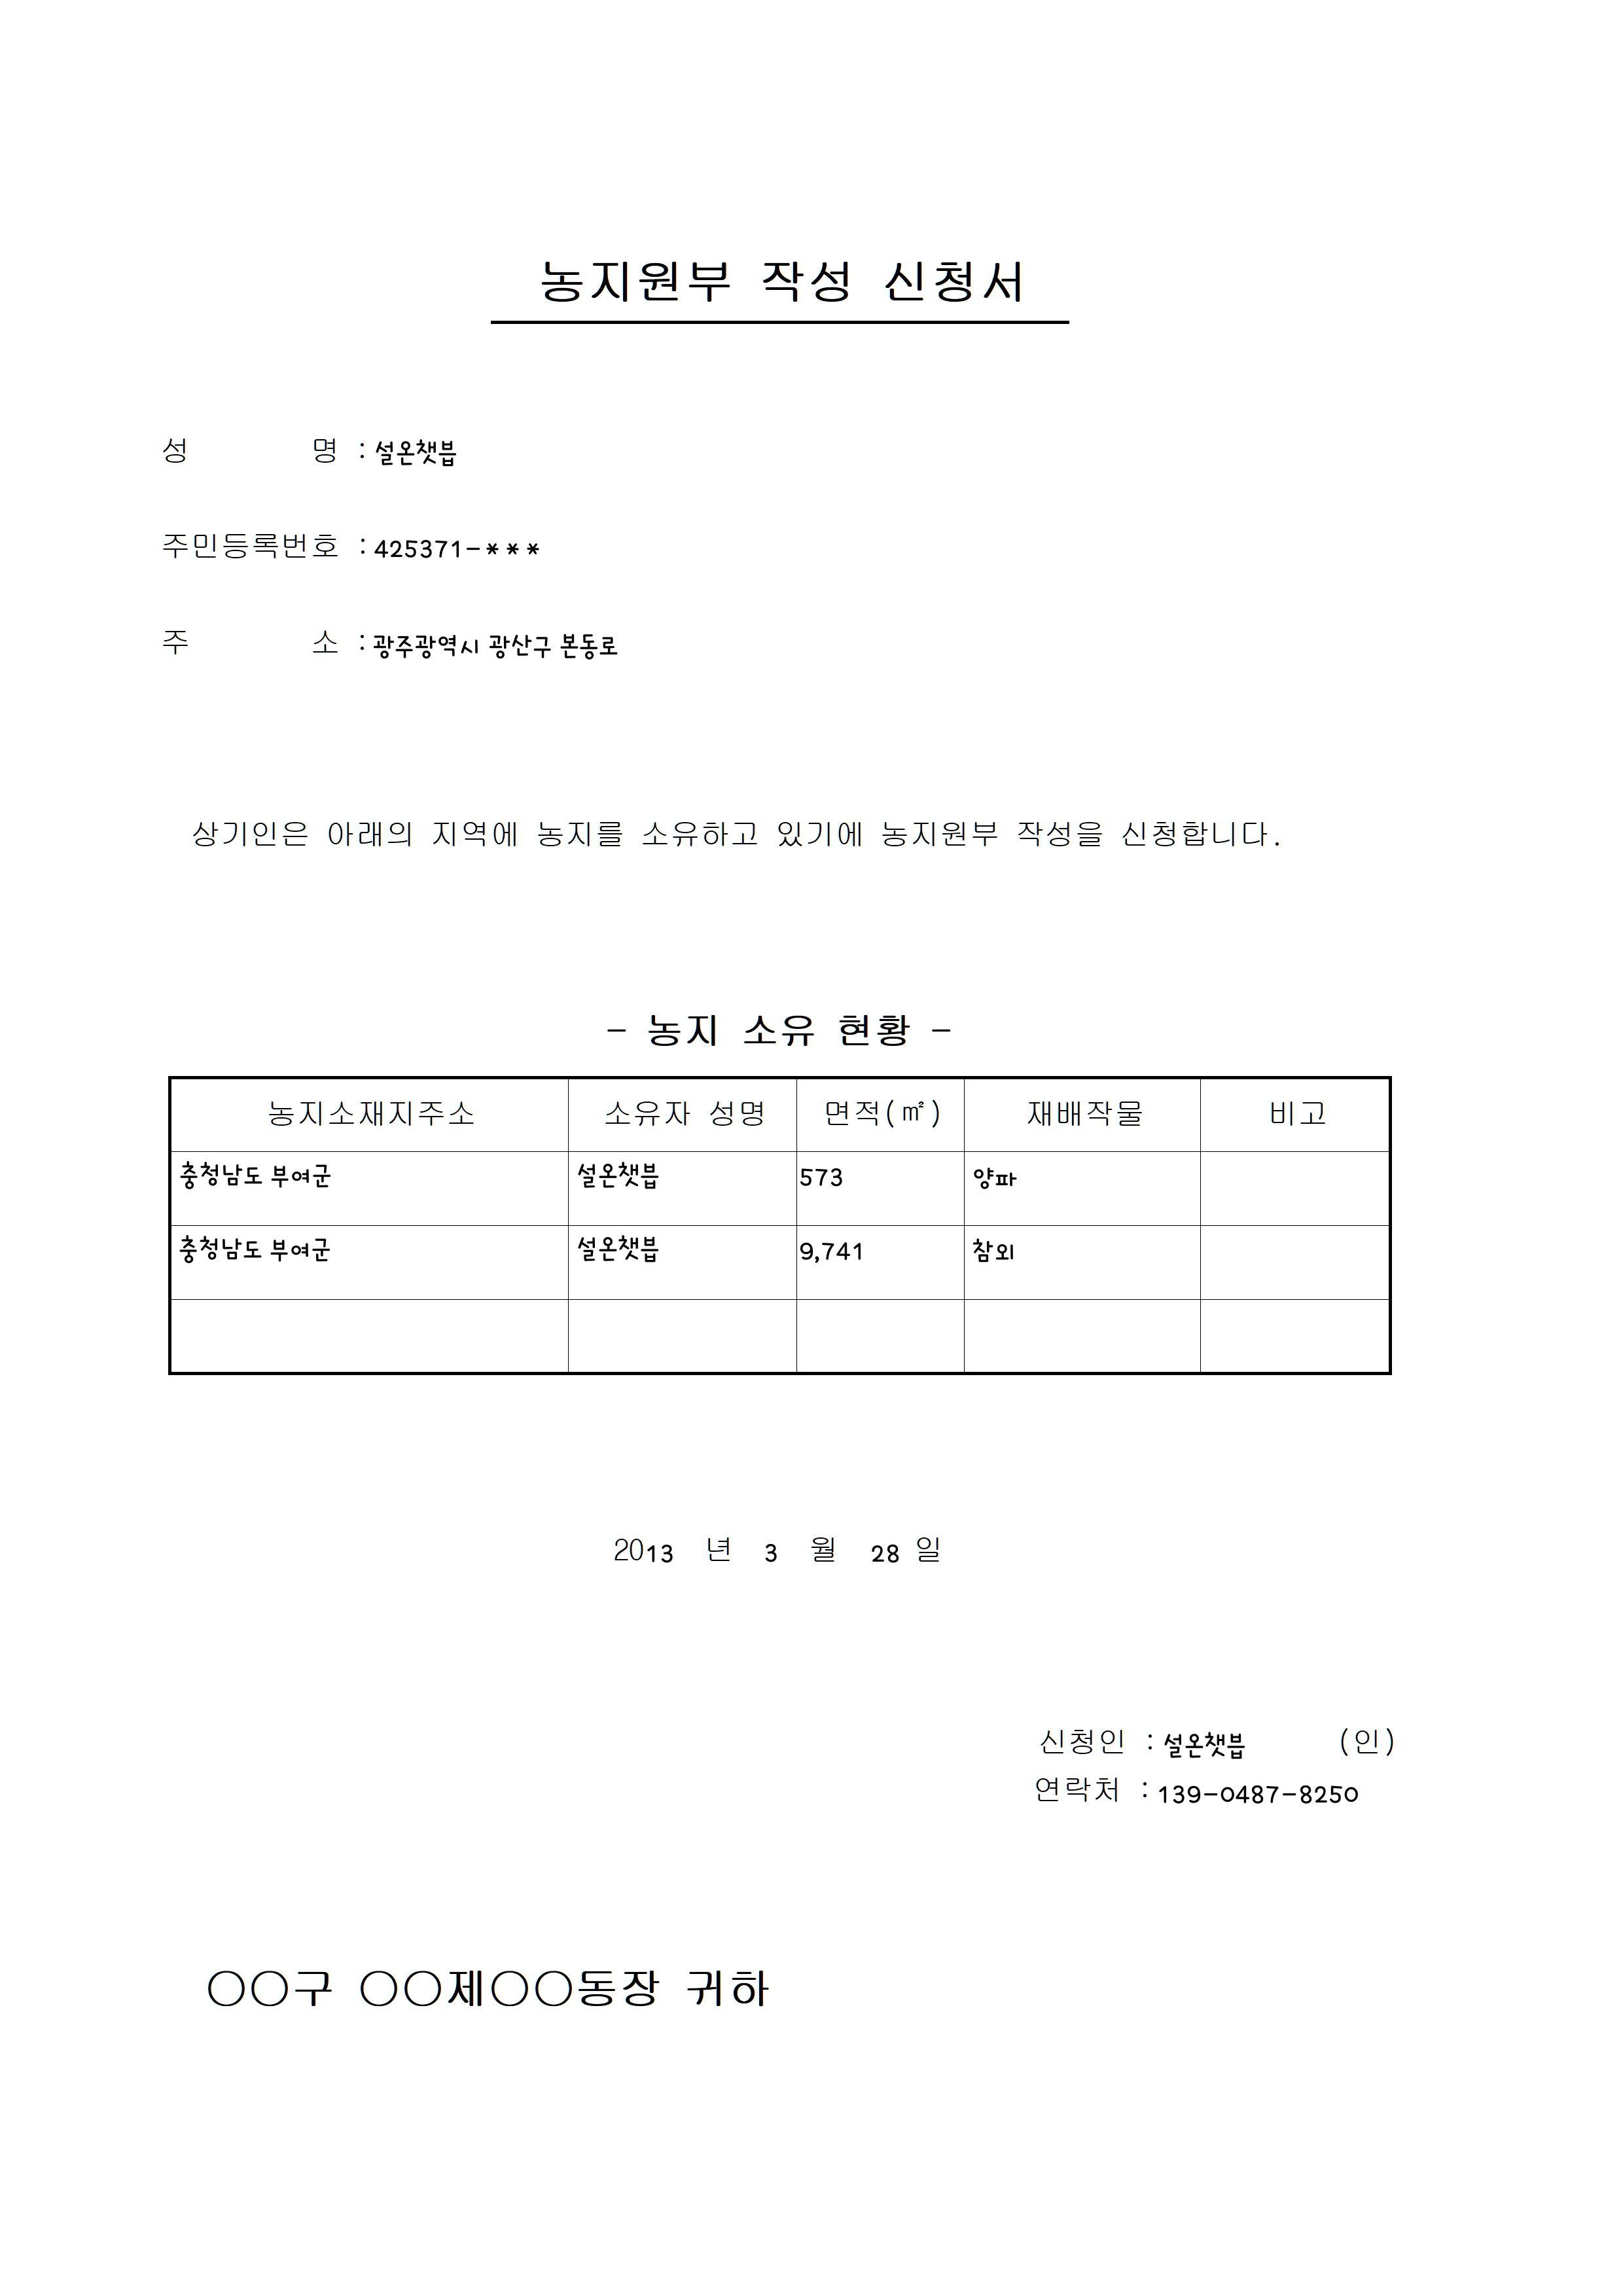 농지원부 작성 신청서
성 명 : 설온챗븝
주민등록번호 : 425371-***
주 소 : 광주광역시 광산구 본동로
상기인은 아래의 지역에 농지를 소유하고 있기에 농지원부 작성을 신청합니다.
- 농지 소유 현황 -
농지소재지주소 소유자 성명 면적(㎡) 재배작물 비고
충청남도 부여군 설온챗븝 573 양파
충청남도 부여군 설온챗븝 9,741 참외
2013 년 3 월 28 일
신청인 : 설온챗븝 (인)
연락처 : 139-0487-8250
○○구 ○○제○○동장 귀하